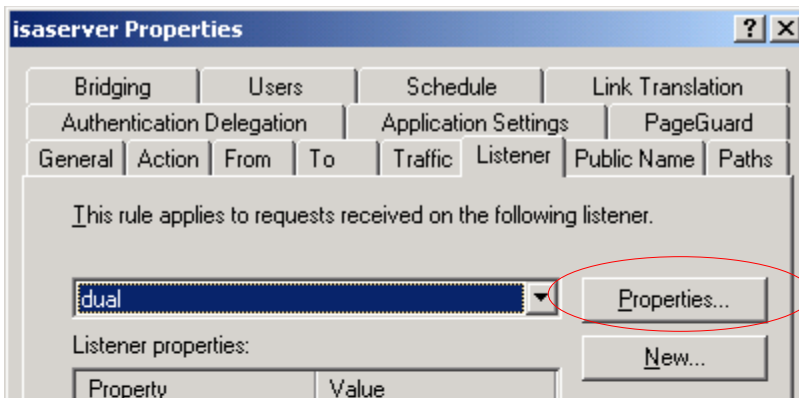 isaserver Properties
Bridging Users Schedule Link Translation
Authentication Delegation Application Settings PageGuard
General Action From To Traffic Listener Public Name Paths
This rule applies to requests received on the following listener.
dual Properties...
Listener properties: New...
Property Value